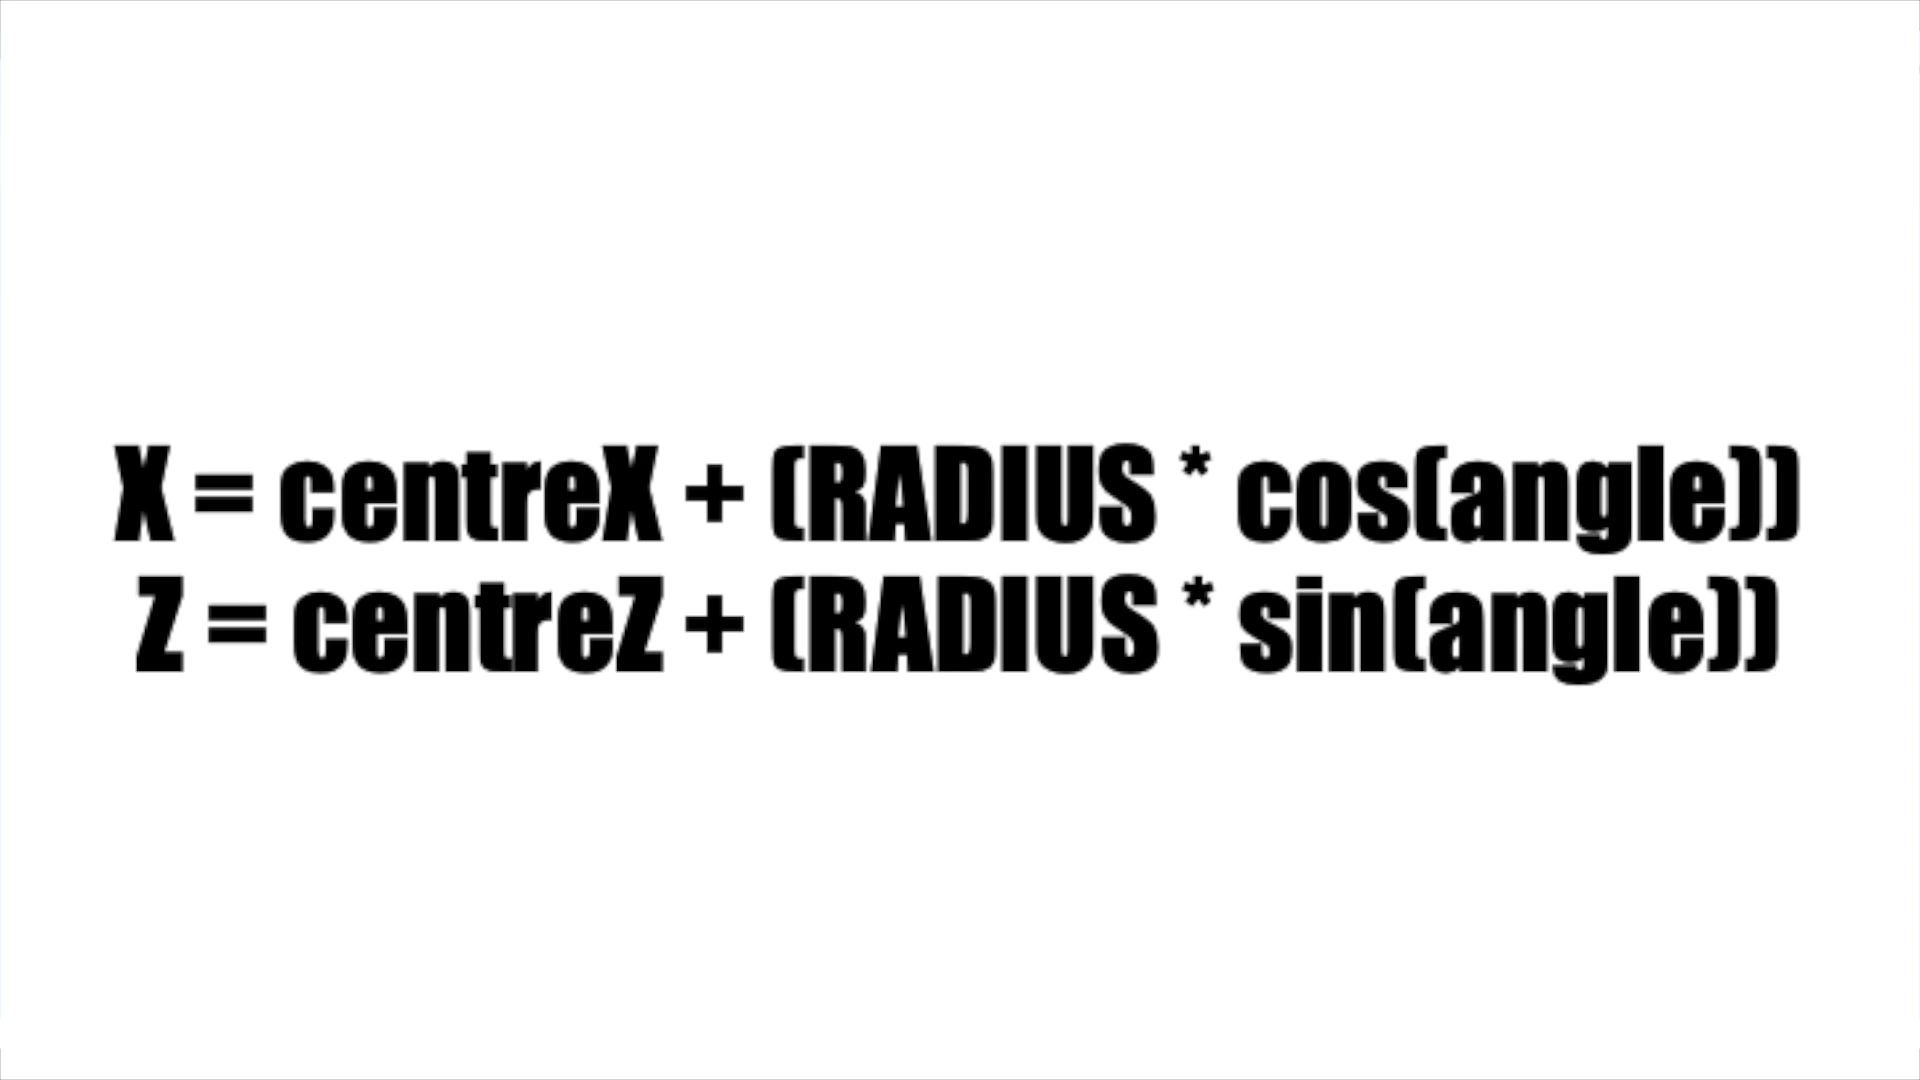 X = centreX + (RADIUS * cos(angle))
Z = centreZ + (RADIUS * sin(angle))